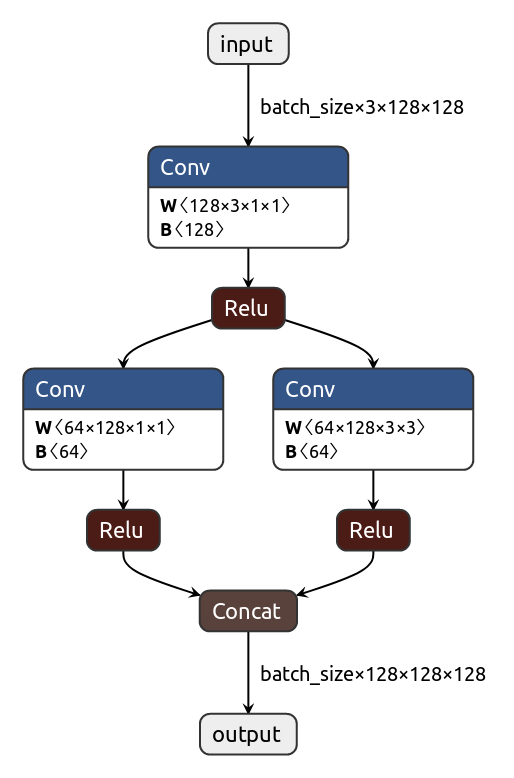 input
batch_size×3×128×128
Conv
W〈128×3×1×1〉
B〈128〉
Relu
Conv
W〈64×128×1×1〉
B〈64〉
Conv
W〈64×128×3×3〉
B〈64〉
Relu
Relu
Concat
batch_size×128×128×128
output